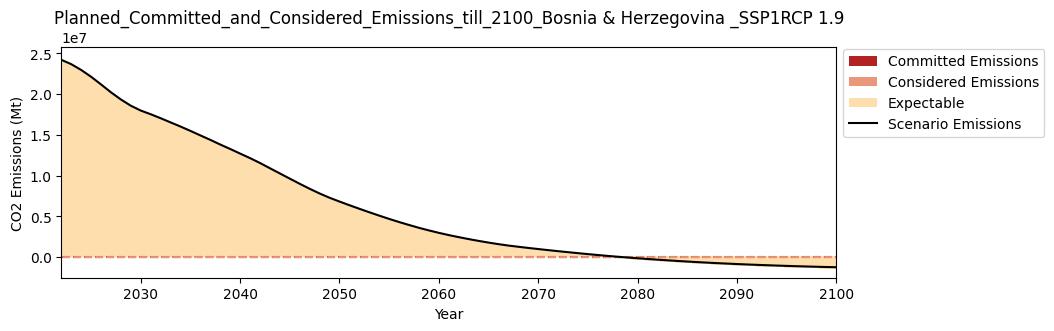 Planned_Committed_and_Considered_Emissions_till_2100_Bosnia & Herzegovina _SSP1RCP 1.9
1e7
2.5
2.0
1.5
1.0
0.5
0.0
CO2 Emissions (Mt)
2030 2040 2050 2060 2070 2080 2090 2100
Year
Committed Emissions
Considered Emissions
Expectable
Scenario Emissions